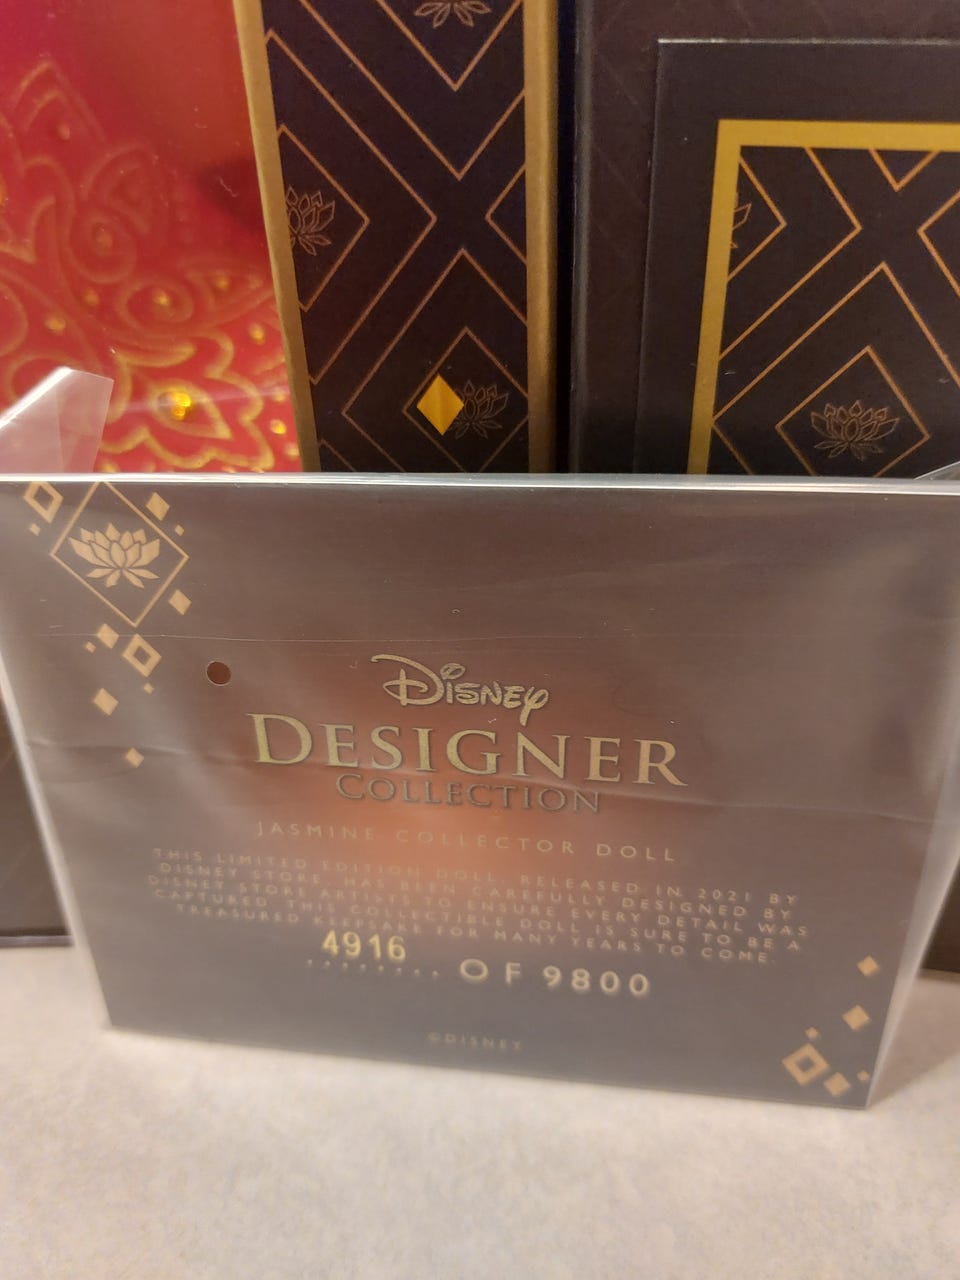 Disney
DESIGNER
COLLECTION
JASMINE COLLECTOR DOLL
THIS LIMITED EDITION DOLL, RELEASED IN 2021 BY
DISNEY STORE, HAS BEEN CAREFULLY DESIGNED BY
DISNEY STORE ARTISTS TO ENSURE EVERY DETAIL WAS
CAPTURED. THIS COLLECTIBLE DOLL IS SURE TO BE A
TREASURED KEEPSAKE FOR MANY YEARS TO COME.
4916 OF 9800
©DISNEY